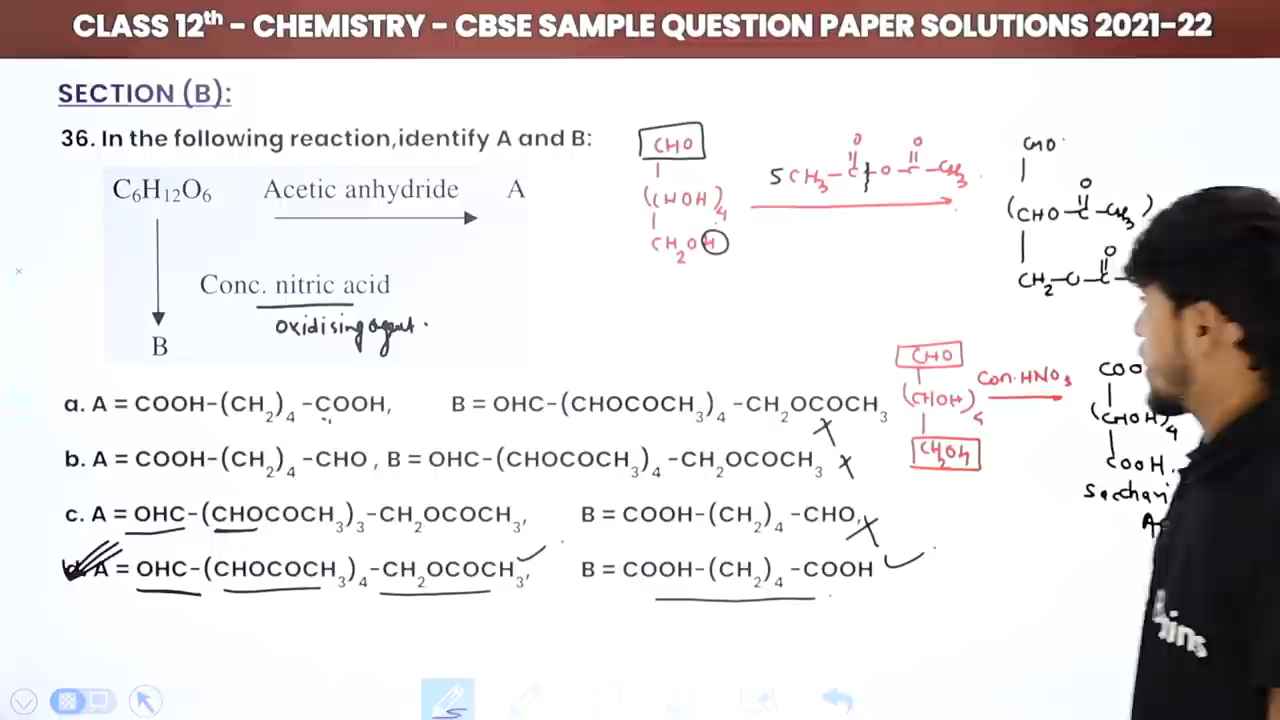 CLASS 12th - CHEMISTRY - CBSE SAMPLE QUESTION PAPER SOLUTIONS 2021-22
SECTION (B):
36. In the following reaction,identify A and B:
C₆H₁₂O₆ Acetic anhydride A
Conc. nitric acid
oxidising agent.
B
CHO
(CHOH)₄
CH₂OH
5CH₃-C-O-C-CH₃
O O
CHO
O
(CHO-C-CH₃)
O
CH₂-O-C-
a. A = COOH-(CH₂)₄ -COOH, B = OHC-(CHOCOCH₃)₄ -CH₂OCOCH₃
b. A = COOH-(CH₂)₄ -CHO , B = OHC-(CHOCOCH₃)₄ -CH₂OCOCH₃
c. A = OHC-(CHOCOCH₃)₃-CH₂OCOCH₃, B = COOH-(CH₂)₄ -CHO,
A = OHC-(CHOCOCH₃)₄-CH₂OCOCH₃, B = COOH-(CH₂)₄ -COOH
CHO
(CHOH)₄
CH₂OH
Con.HNO₃
COO
(CHOH)₄
COOH